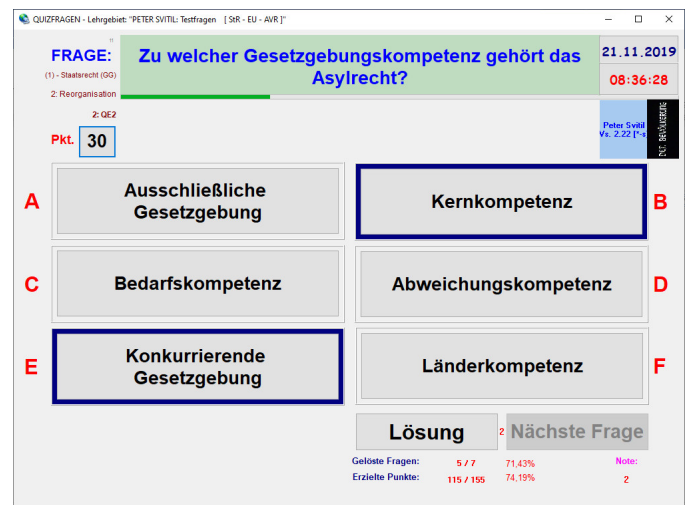 QUIZFRAGEN - Lehrgebiet: "PETER SVITIL: Testfragen [ StR - EU - AVR ]"
11
FRAGE:
(1) - Staatsrecht (GG)
2: Reorganisation
Zu welcher Gesetzgebungskompetenz gehört das
Asylrecht?
21.11.2019
08:36:28
2: QE2
Pkt. 30
Peter Svitil
Vs. 2.22 [*-s
INT. BEVÖLKERUNG
A
Ausschließliche
Gesetzgebung
Kernkompetenz
B
C
Bedarfskompetenz
Abweichungskompetenz
D
E
Konkurrierende
Gesetzgebung
Länderkompetenz
F
Lösung
2
Nächste Frage
Gelöste Fragen: 5 / 7 71,43% Note:
Erzielte Punkte: 115 / 155 74,19% 2